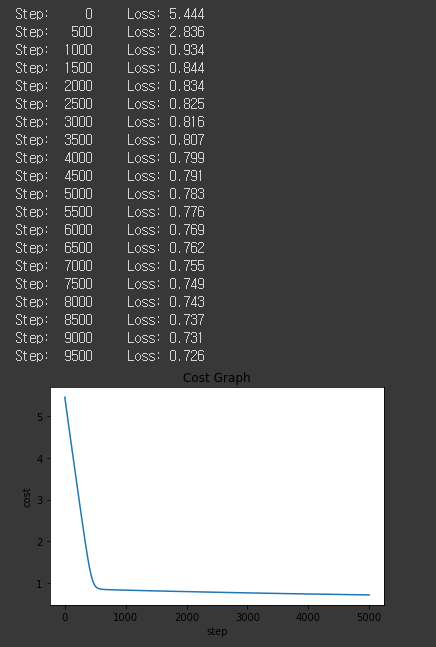 Step: 0 Loss: 5.444
Step: 500 Loss: 2.836
Step: 1000 Loss: 0.934
Step: 1500 Loss: 0.844
Step: 2000 Loss: 0.834
Step: 2500 Loss: 0.825
Step: 3000 Loss: 0.816
Step: 3500 Loss: 0.807
Step: 4000 Loss: 0.799
Step: 4500 Loss: 0.791
Step: 5000 Loss: 0.783
Step: 5500 Loss: 0.776
Step: 6000 Loss: 0.769
Step: 6500 Loss: 0.762
Step: 7000 Loss: 0.755
Step: 7500 Loss: 0.749
Step: 8000 Loss: 0.743
Step: 8500 Loss: 0.737
Step: 9000 Loss: 0.731
Step: 9500 Loss: 0.726
Cost Graph
5
4
3
2
1
cost
0 1000 2000 3000 4000 5000
step